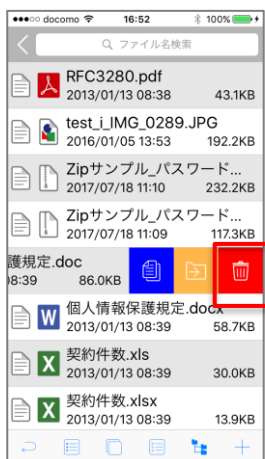 docomo 16:52 100%
ファイル名検索
RFC3280.pdf
2013/01/13 08:38 43.1KB
test_i_IMG_0289.JPG
2016/01/05 13:53 192.2KB
Zipサンプル_パスワード...
2017/07/18 11:10 232.2KB
Zipサンプル_パスワード...
2017/07/18 11:09 117.3KB
護規定.doc
08:39 86.0KB
W 個人情報保護規定.docx
2013/01/13 08:39 58.7KB
X 契約件数.xls
2013/01/13 08:39 30.0KB
X 契約件数.xlsx
2013/01/13 08:39 13.9KB